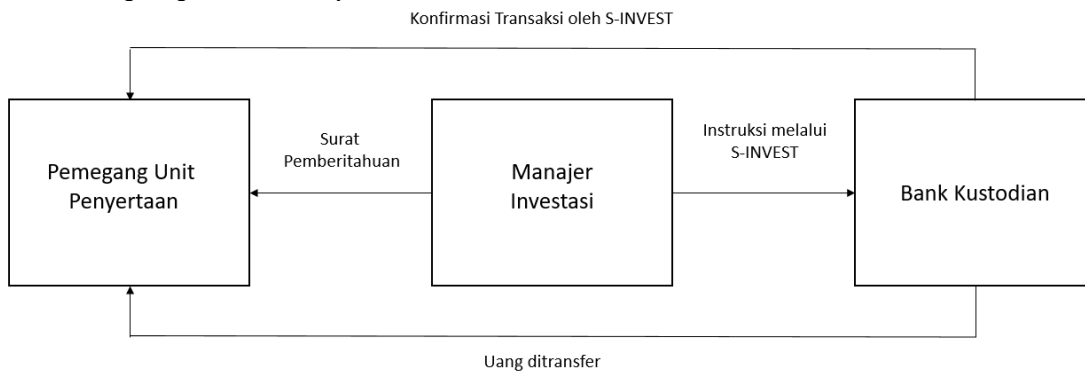 Konfirmasi Transaksi oleh S-INVEST
Surat
Pemberitahuan
Instruksi melalui
S-INVEST
Pemegang Unit
Penyertaan
Manajer
Investasi
Bank Kustodian
Uang ditransfer